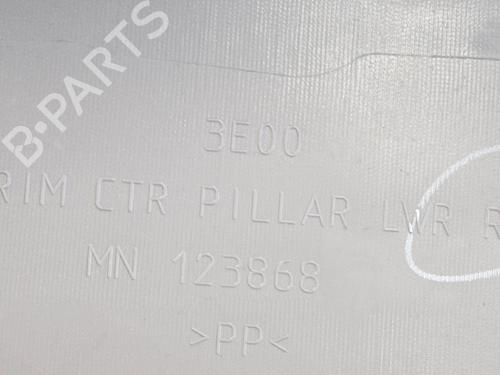 B-PARTS
3E00
RIM CTR PILLAR LWR R
MN 123868
>PP<